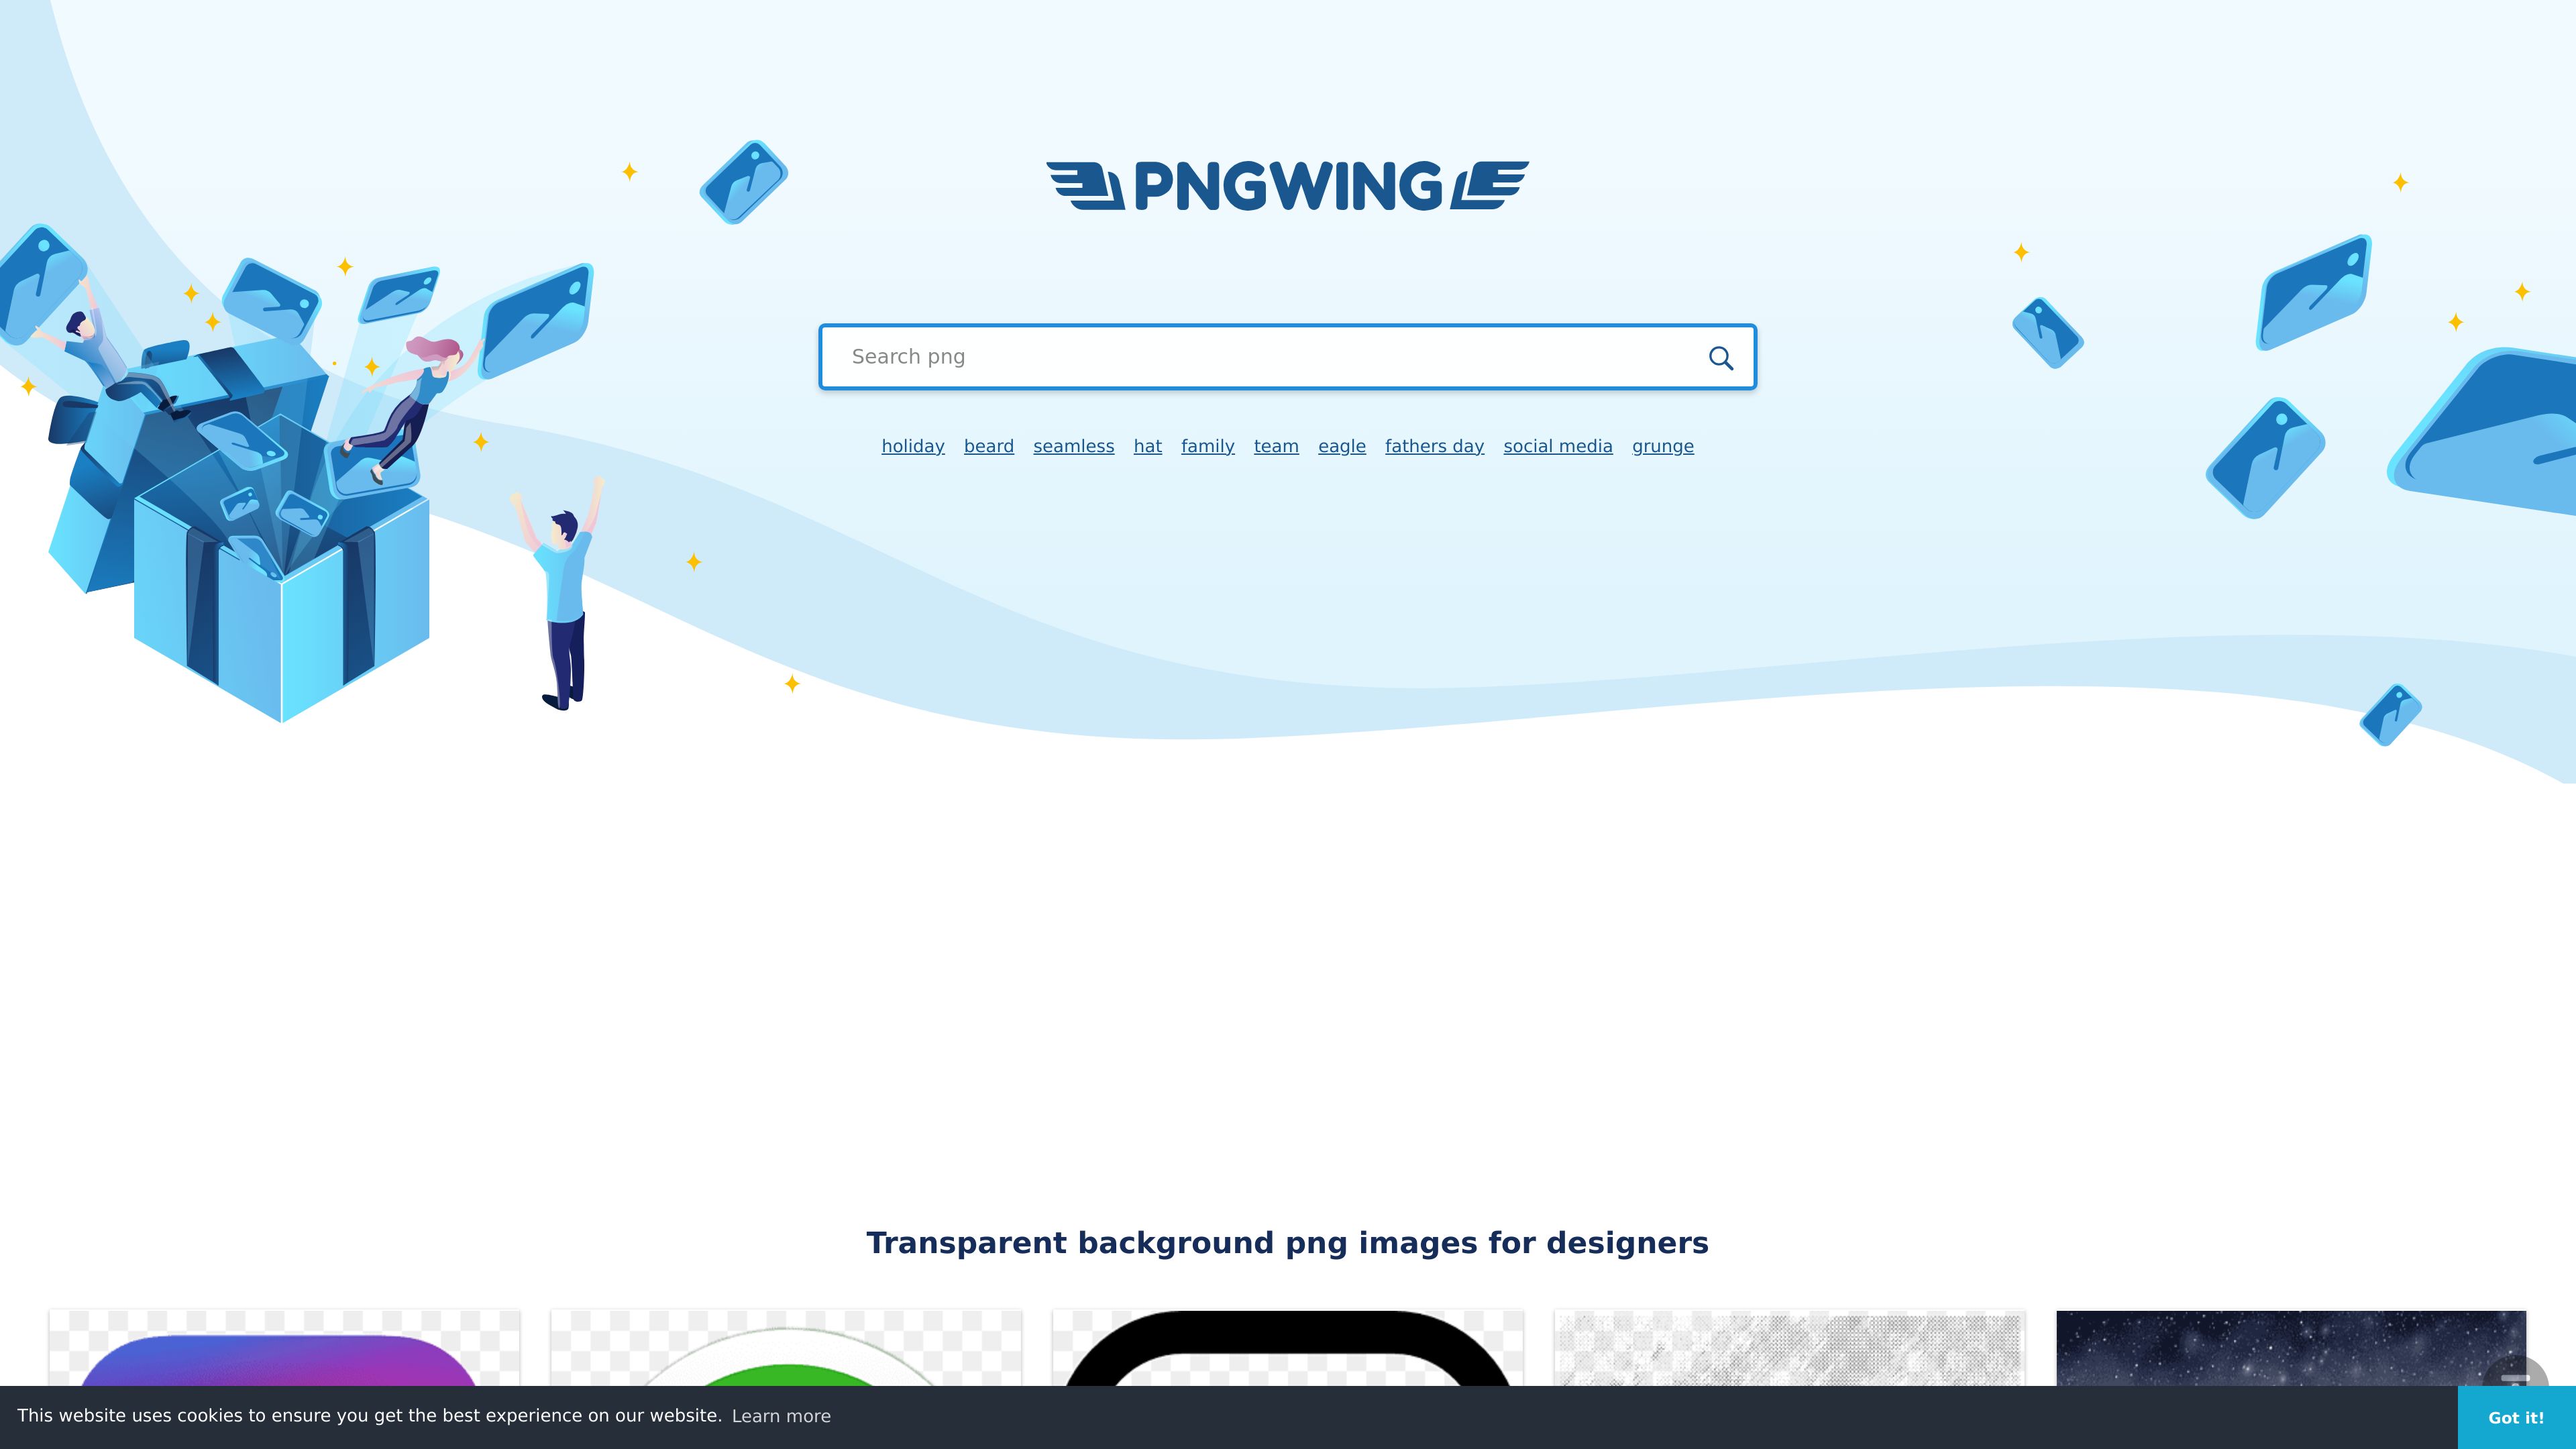 PNGWING
Search png
holiday beard seamless hat family team eagle fathers day social media grunge
Transparent background png images for designers
This website uses cookies to ensure you get the best experience on our website. Learn more
Got it!